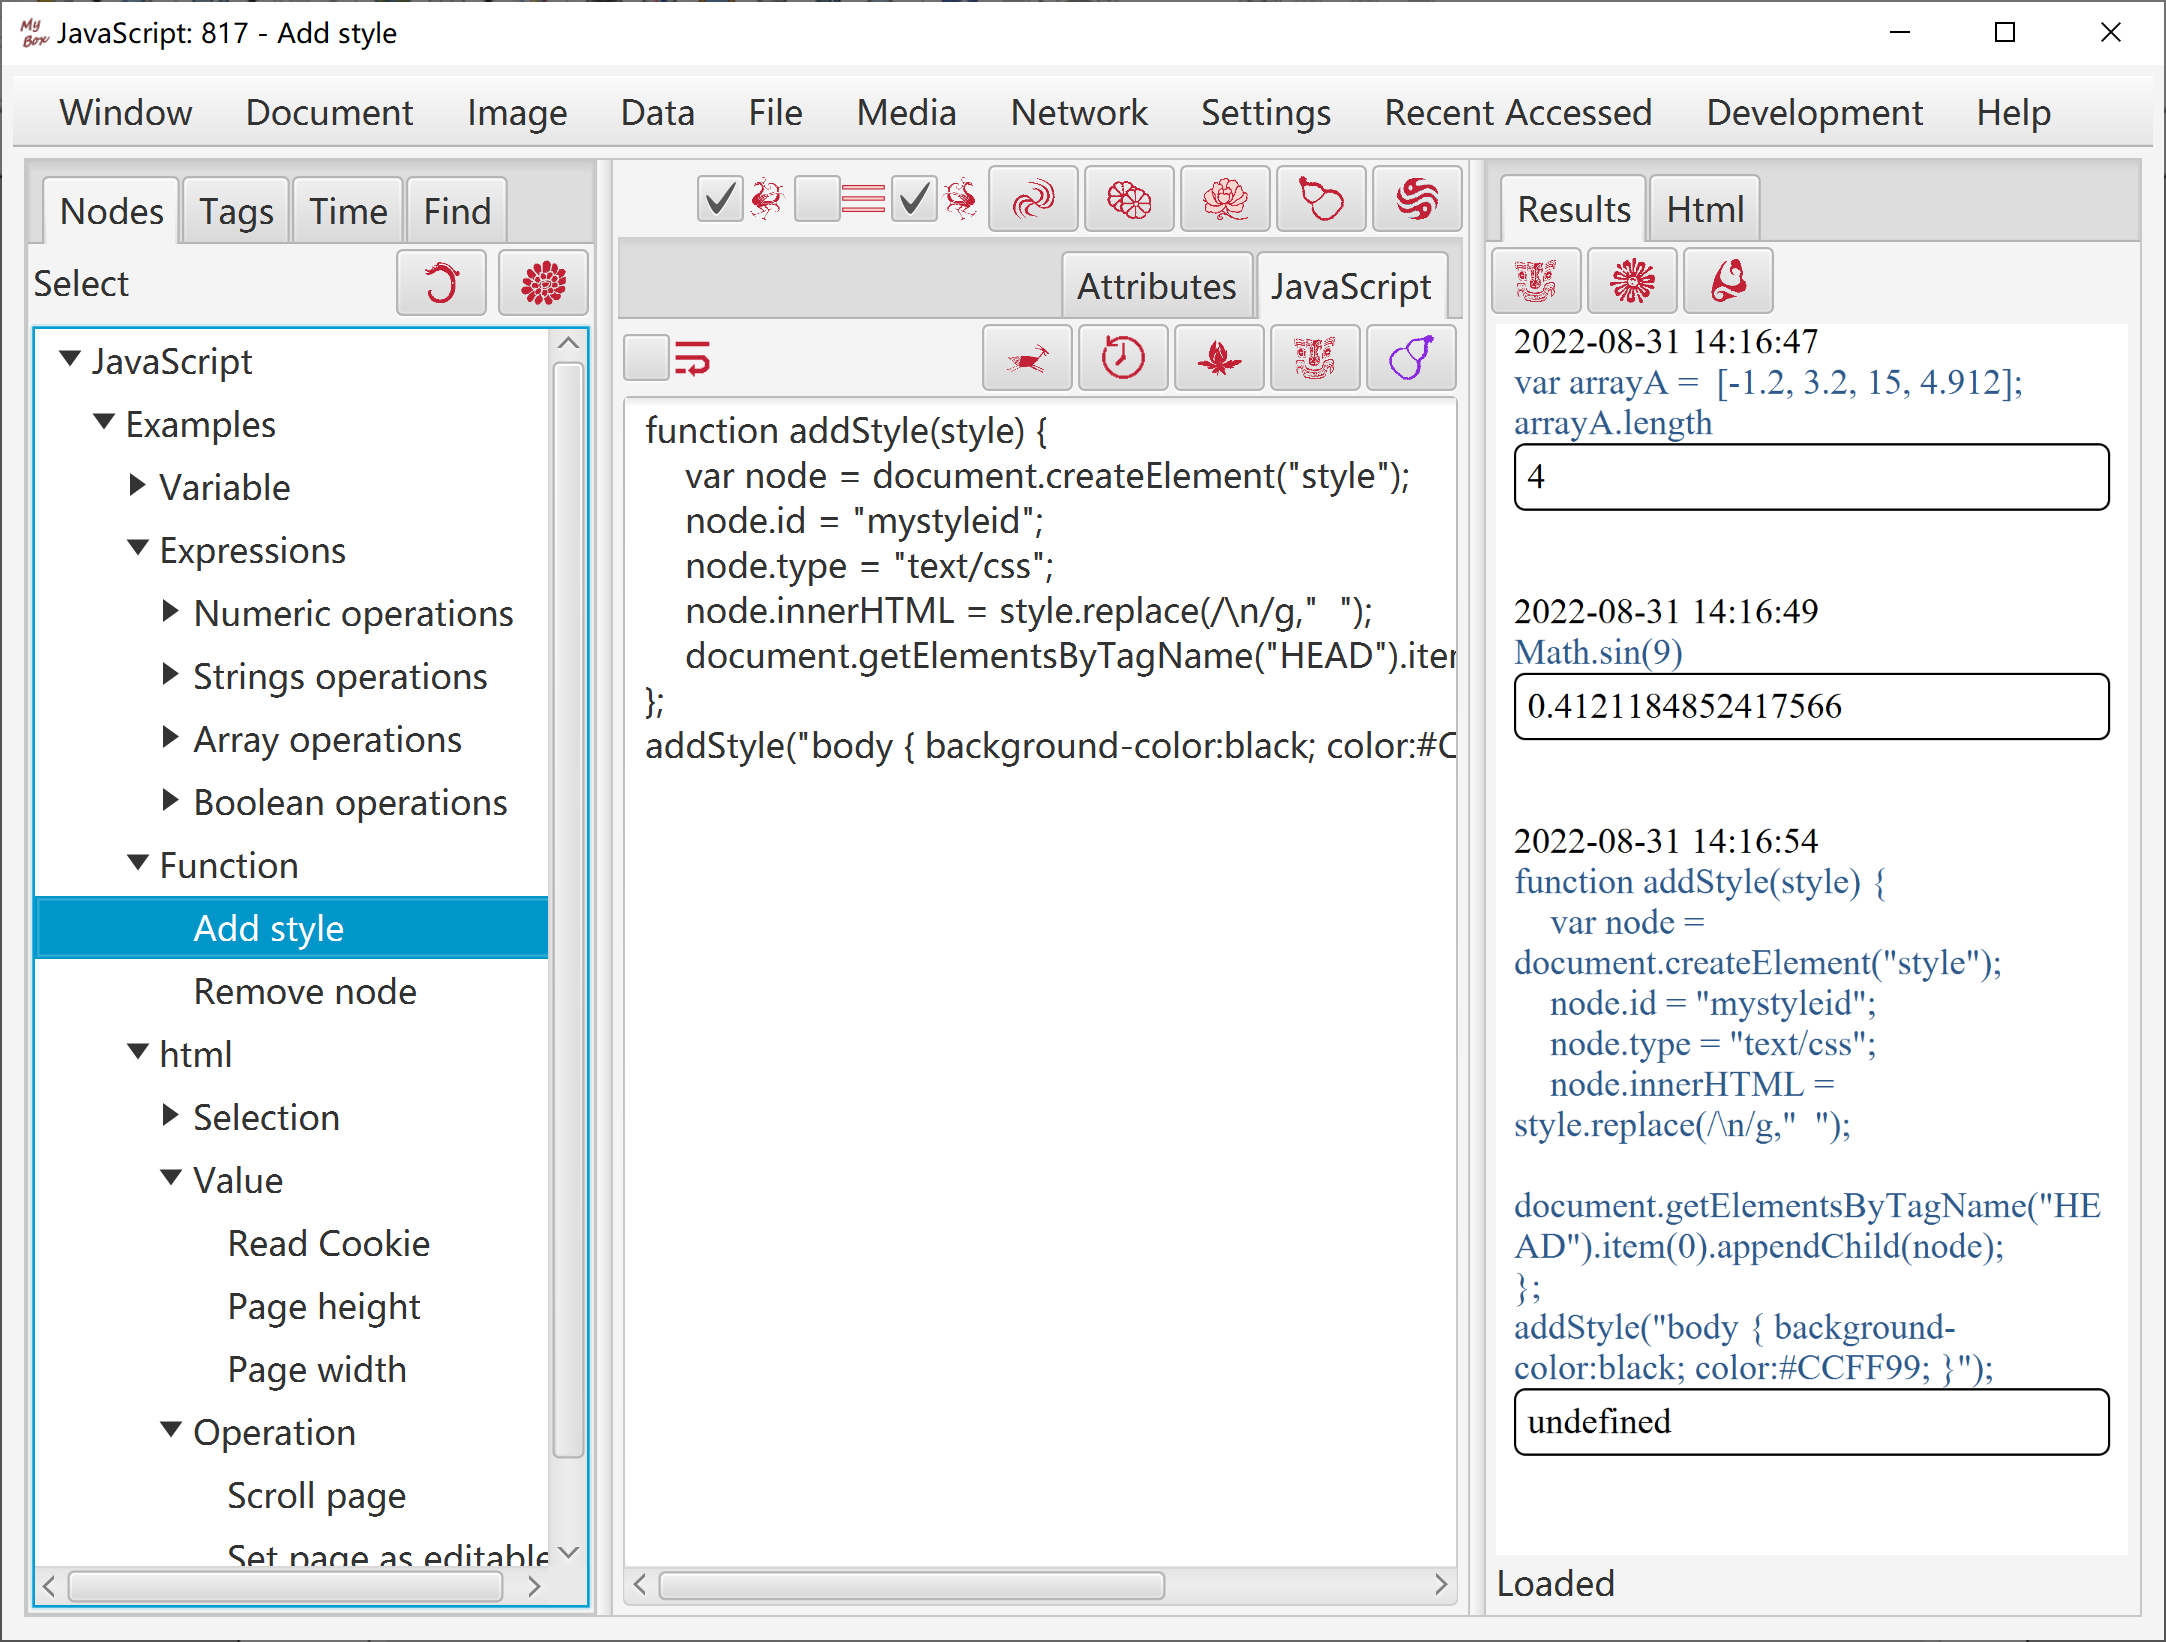 My Box JavaScript: 817 - Add style
Window Document Image Data File Media Network Settings Recent Accessed Development Help
Nodes Tags Time Find
Select
JavaScript
Examples
Variable
Expressions
Numeric operations
Strings operations
Array operations
Boolean operations
Function
Add style
Remove node
html
Selection
Value
Read Cookie
Page height
Page width
Operation
Scroll page
Set page as editable
Attributes JavaScript
function addStyle(style) {
    var node = document.createElement("style");
    node.id = "mystyleid";
    node.type = "text/css";
    node.innerHTML = style.replace(/\n/g,"  ");
    document.getElementsByTagName("HEAD").iter
};
addStyle("body { background-color:black; color:#C
Results Html
2022-08-31 14:16:47
var arrayA =  [-1.2, 3.2, 15, 4.912];
arrayA.length
4
2022-08-31 14:16:49
Math.sin(9)
0.4121184852417566
2022-08-31 14:16:54
function addStyle(style) {
    var node =
document.createElement("style");
    node.id = "mystyleid";
    node.type = "text/css";
    node.innerHTML =
style.replace(/\n/g,"  ");
document.getElementsByTagName("HE
AD").item(0).appendChild(node);
};
addStyle("body { background-
color:black; color:#CCFF99; }");
undefined
Loaded